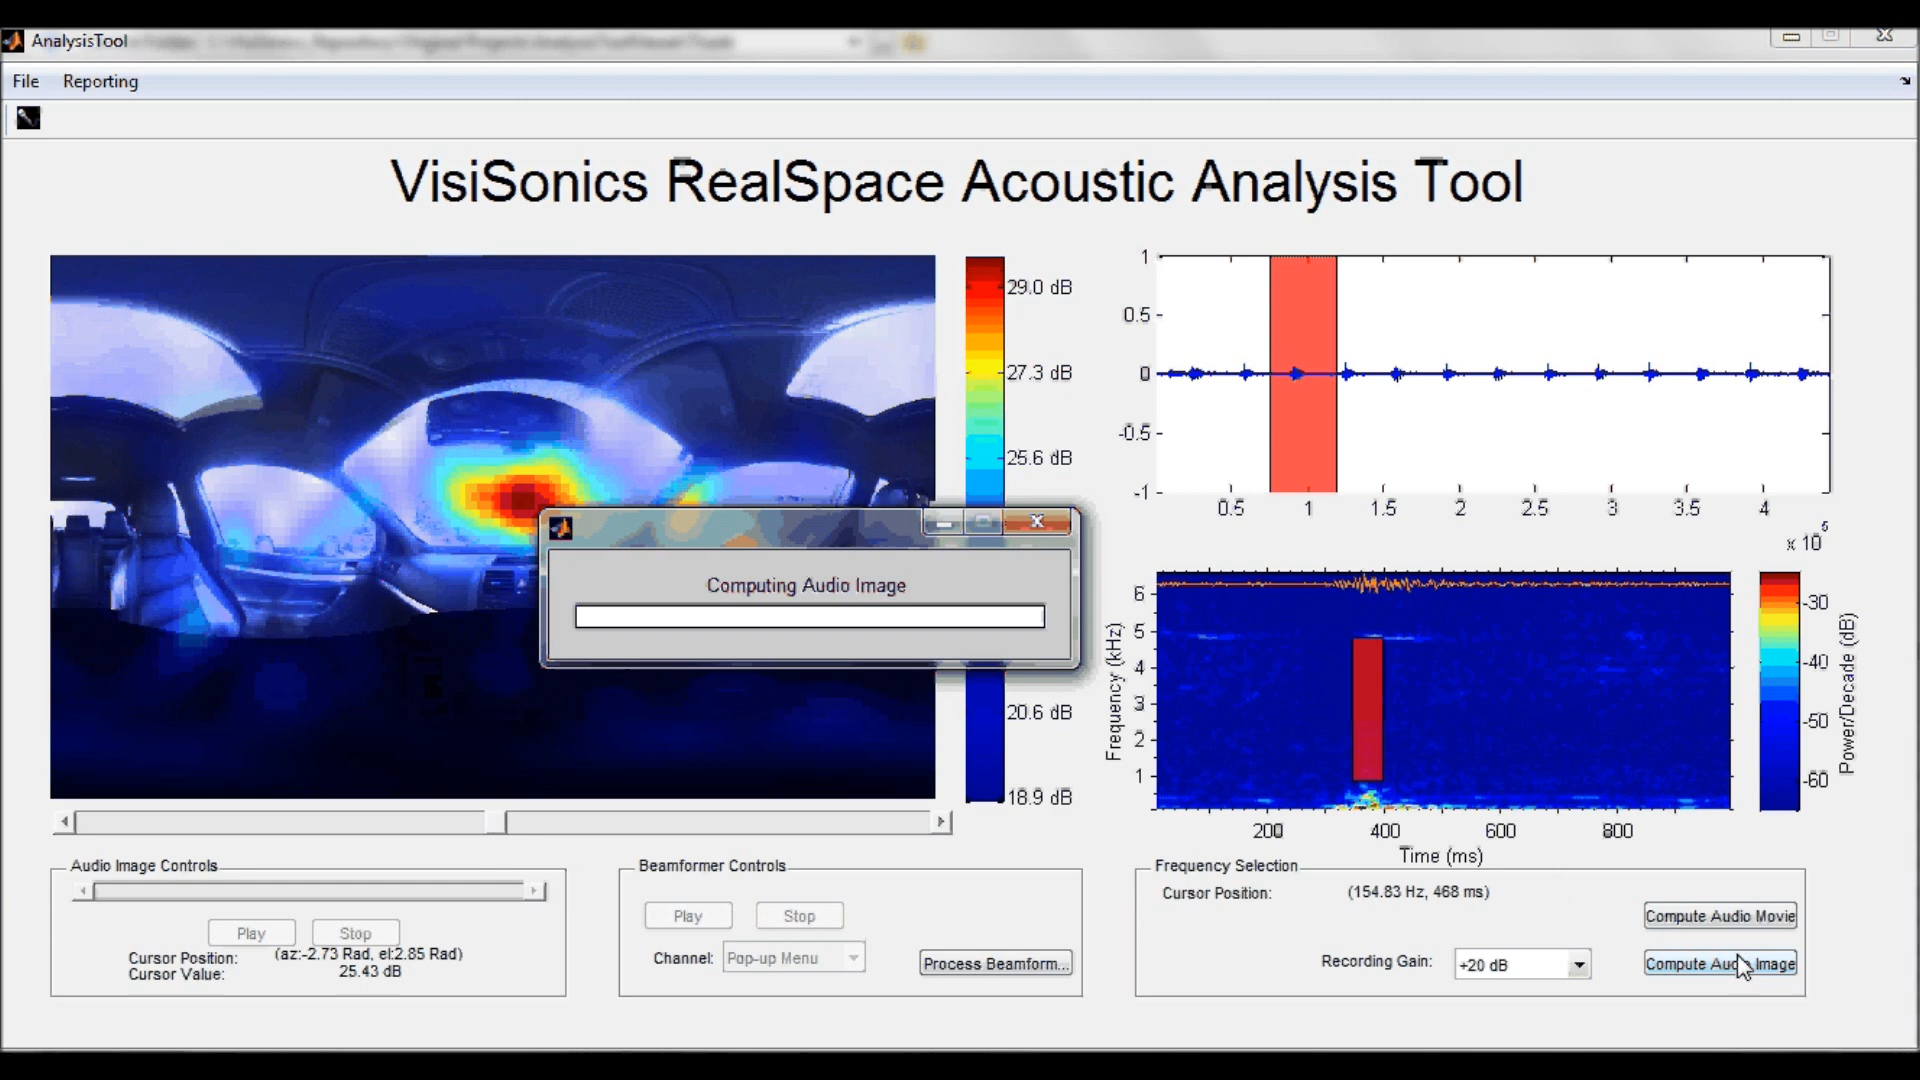 AnalysisTool
File Reporting
VisiSonics RealSpace Acoustic Analysis Tool
29.0 dB
27.3 dB
25.6 dB
20.6 dB
18.9 dB
1
0.5
0
-0.5
-1
0.5 1 1.5 2 2.5 3 3.5 4
x 10^5
Computing Audio Image
Frequency (kHz)
6
5
4
3
2
1
200 400 600 800
Time (ms)
-30
-40
-50
-60
Power/Decade (dB)
Audio Image Controls
Play Stop
Cursor Position: (az:-2.73 Rad, el:2.85 Rad)
Cursor Value: 25.43 dB
Beamformer Controls
Play Stop
Channel: Pop-up Menu
Process Beamform...
Frequency Selection
Cursor Position: (154.83 Hz, 468 ms)
Compute Audio Movie
Recording Gain: +20 dB
Compute Audio Image